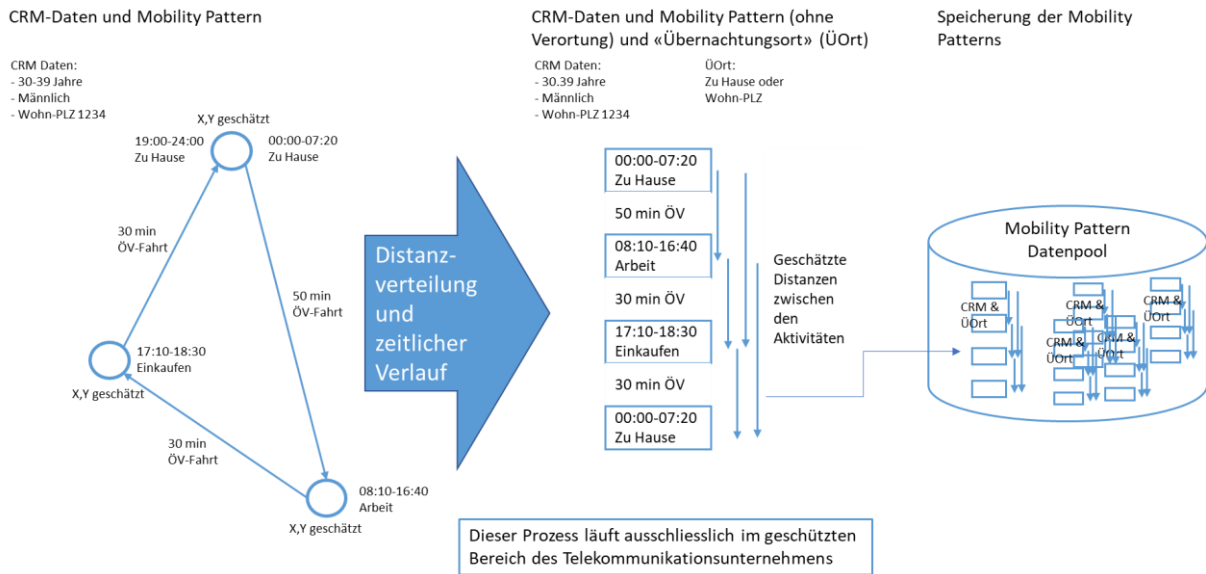 CRM-Daten und Mobility Pattern
CRM Daten:
- 30-39 Jahre
- Männlich
- Wohn-PLZ 1234
X,Y geschätzt
19:00-24:00
Zu Hause
00:00-07:20
Zu Hause
30 min
ÖV-Fahrt
50 min
ÖV-Fahrt
17:10-18:30
Einkaufen
X,Y geschätzt
30 min
ÖV-Fahrt
08:10-16:40
Arbeit
X,Y geschätzt
Distanz-
verteilung
und
zeitlicher
Verlauf
CRM-Daten und Mobility Pattern (ohne
Verortung) und «Übernachtungsort» (ÜOrt)
CRM Daten:
- 30.39 Jahre
- Männlich
- Wohn-PLZ 1234
ÜOrt:
Zu Hause oder
Wohn-PLZ
00:00-07:20
Zu Hause
50 min ÖV
08:10-16:40
Arbeit
30 min ÖV
17:10-18:30
Einkaufen
30 min ÖV
00:00-07:20
Zu Hause
Geschätzte
Distanzen
zwischen
den
Aktivitäten
Speicherung der Mobility
Patterns
Mobility Pattern
Datenpool
CRM &
ÜOrt
CRM &
ÜOrt
CRM &
ÜOrt
CRM &
ÜOrt
CRM &
ÜOrt
Dieser Prozess läuft ausschliesslich im geschützten
Bereich des Telekommunikationsunternehmens